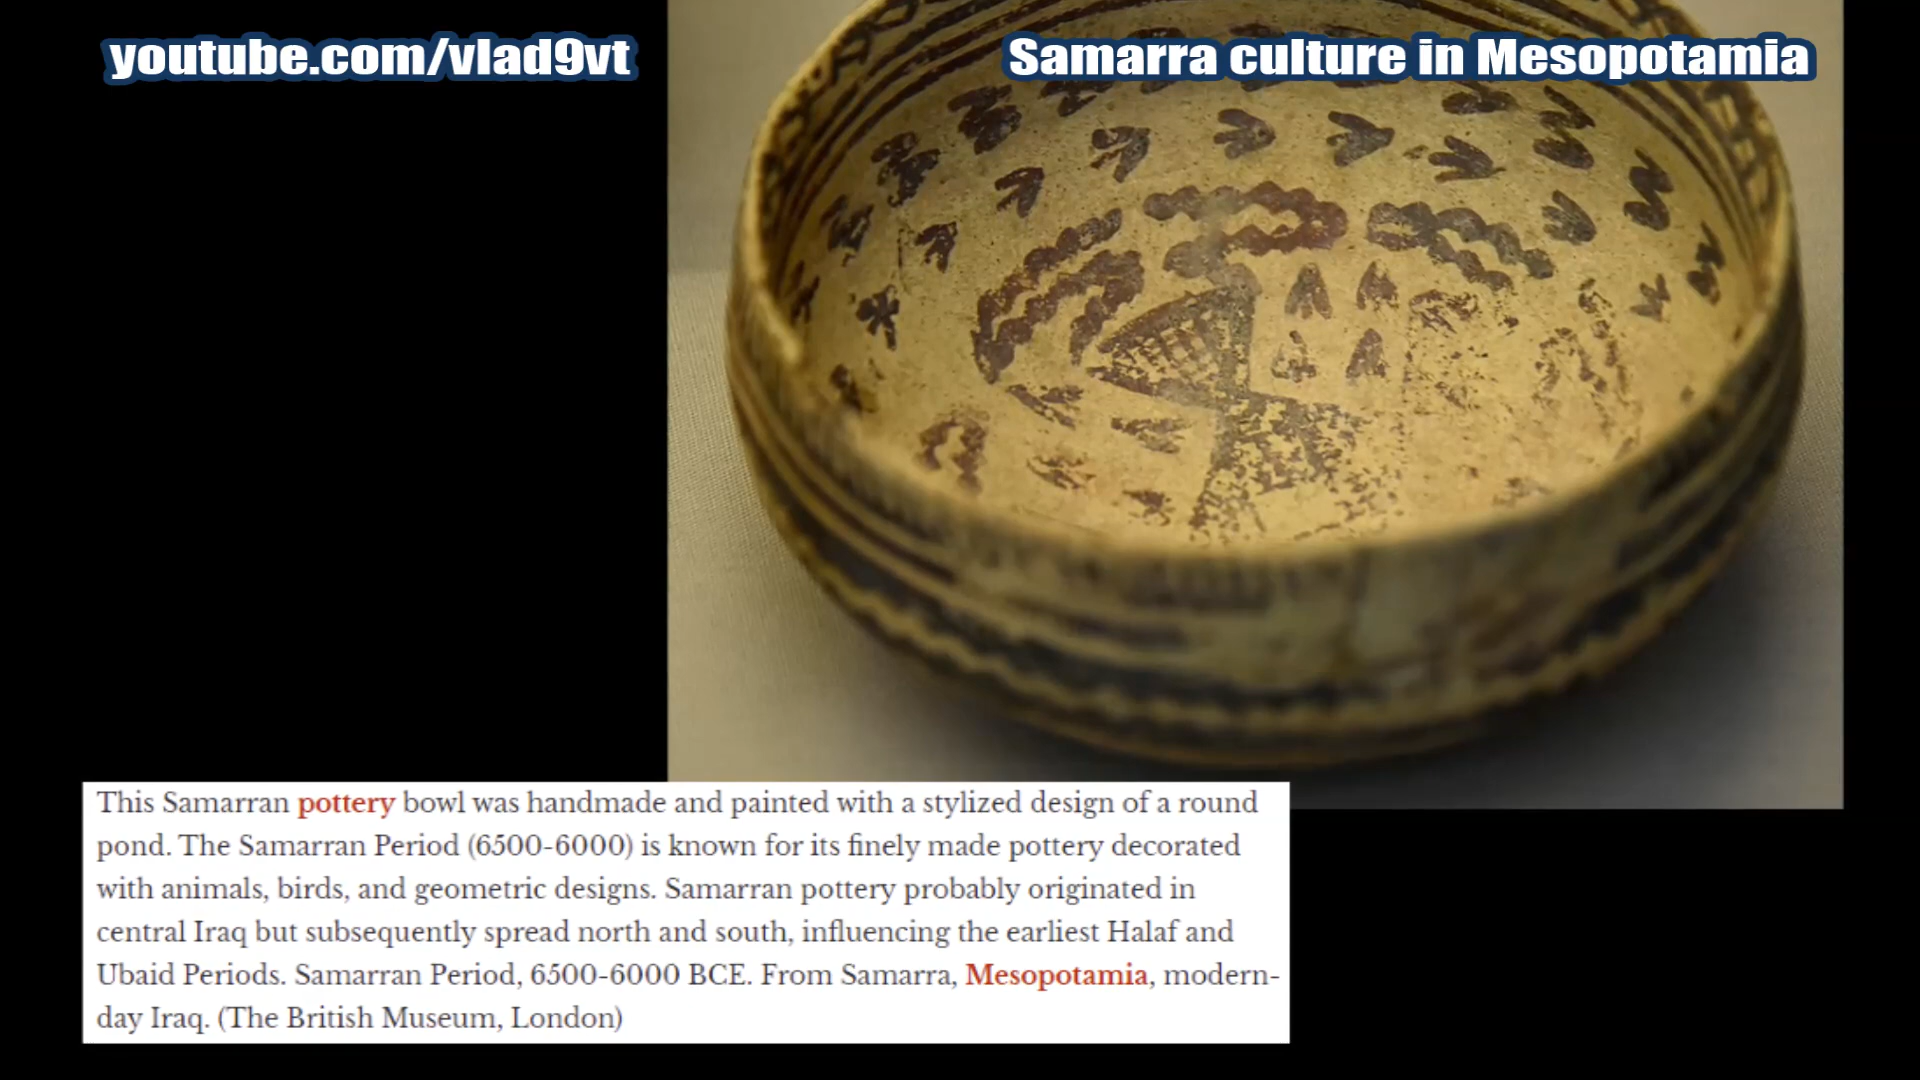 youtube.com/vlad9vt
Samarra culture in Mesopotamia
This Samarran pottery bowl was handmade and painted with a stylized design of a round
pond. The Samarran Period (6500-6000) is known for its finely made pottery decorated
with animals, birds, and geometric designs. Samarran pottery probably originated in
central Iraq but subsequently spread north and south, influencing the earliest Halaf and
Ubaid Periods. Samarran Period, 6500-6000 BCE. From Samarra, Mesopotamia, modern-
day Iraq. (The British Museum, London)